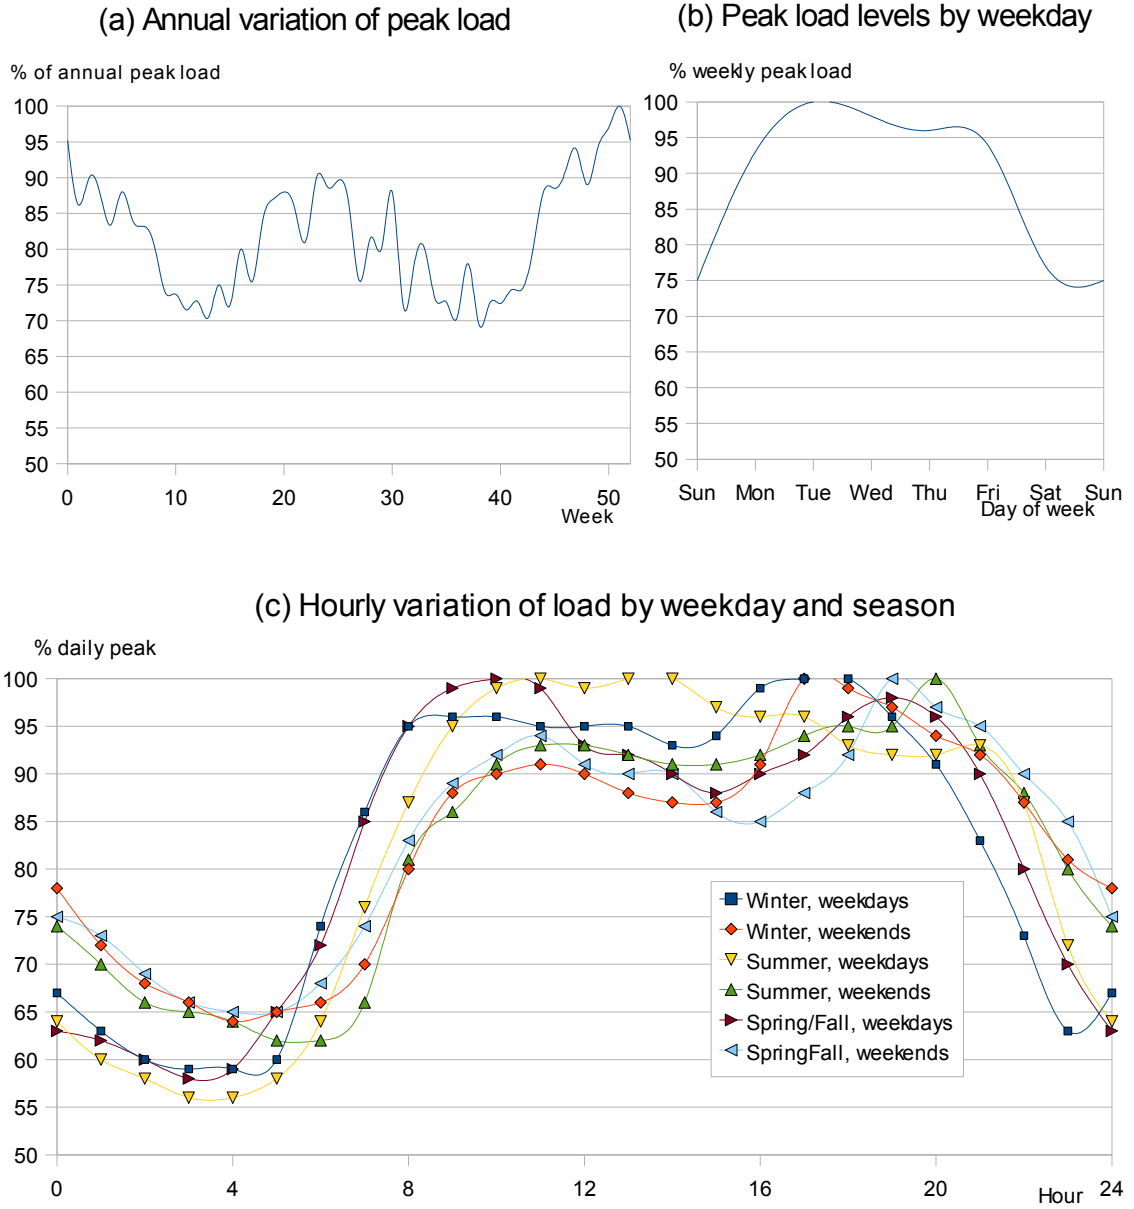 (a) Annual variation of peak load
% of annual peak load
100
95
90
85
80
75
70
65
60
55
50
0 10 20 30 40 50
Week
(b) Peak load levels by weekday
% weekly peak load
100
95
90
85
80
75
70
65
60
55
50
Sun Mon Tue Wed Thu Fri Sat Sun
Day of week
(c) Hourly variation of load by weekday and season
% daily peak
100
95
90
85
80
75
70
65
60
55
50
Winter, weekdays
Winter, weekends
Summer, weekdays
Summer, weekends
Spring/Fall, weekdays
SpringFall, weekends
0 4 8 12 16 20 24
Hour